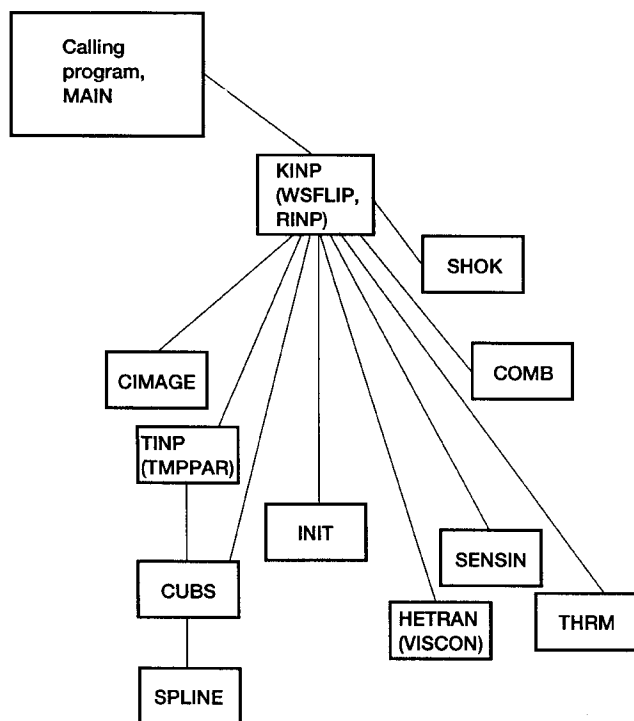 Calling
program,
MAIN
KINP
(WSFLIP,
RINP)
SHOK
COMB
CIMAGE
TINP
(TMPPAR)
INIT
SENSIN
CUBS
HETRAN
(VISCON)
THRM
SPLINE